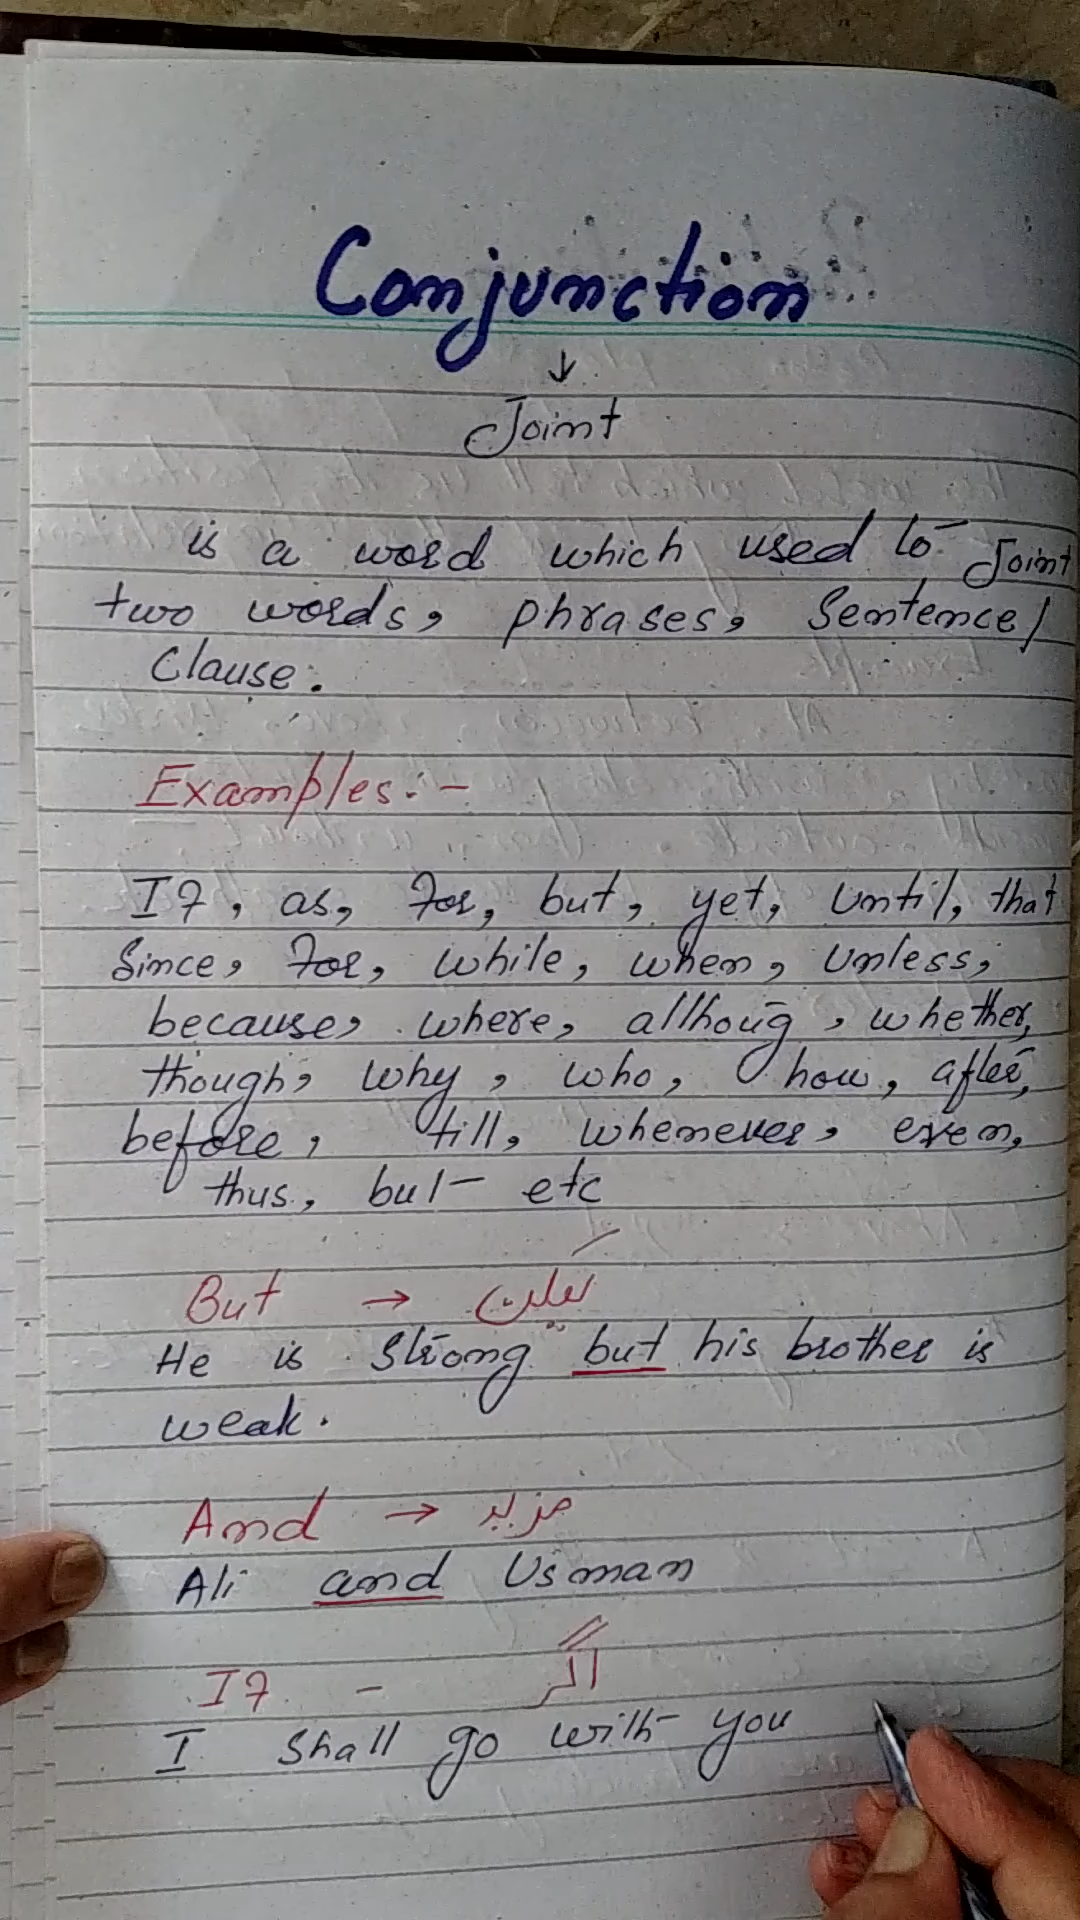 Conjunction
↓
Joint
is a word which used to Joint
two words, phrases, Sentence/
Clause.
Examples:-
If, as, For, but, yet, Until, that
Since, For, while, when, Unless,
because, where, althoug, whether,
though, why, who, how, after,
before, till, whenever, even,
thus, but etc
But → لیکن
He is Strong but his brother is
weak.
And → مزید
Ali and Usman
If - اگر
I Shall go with you